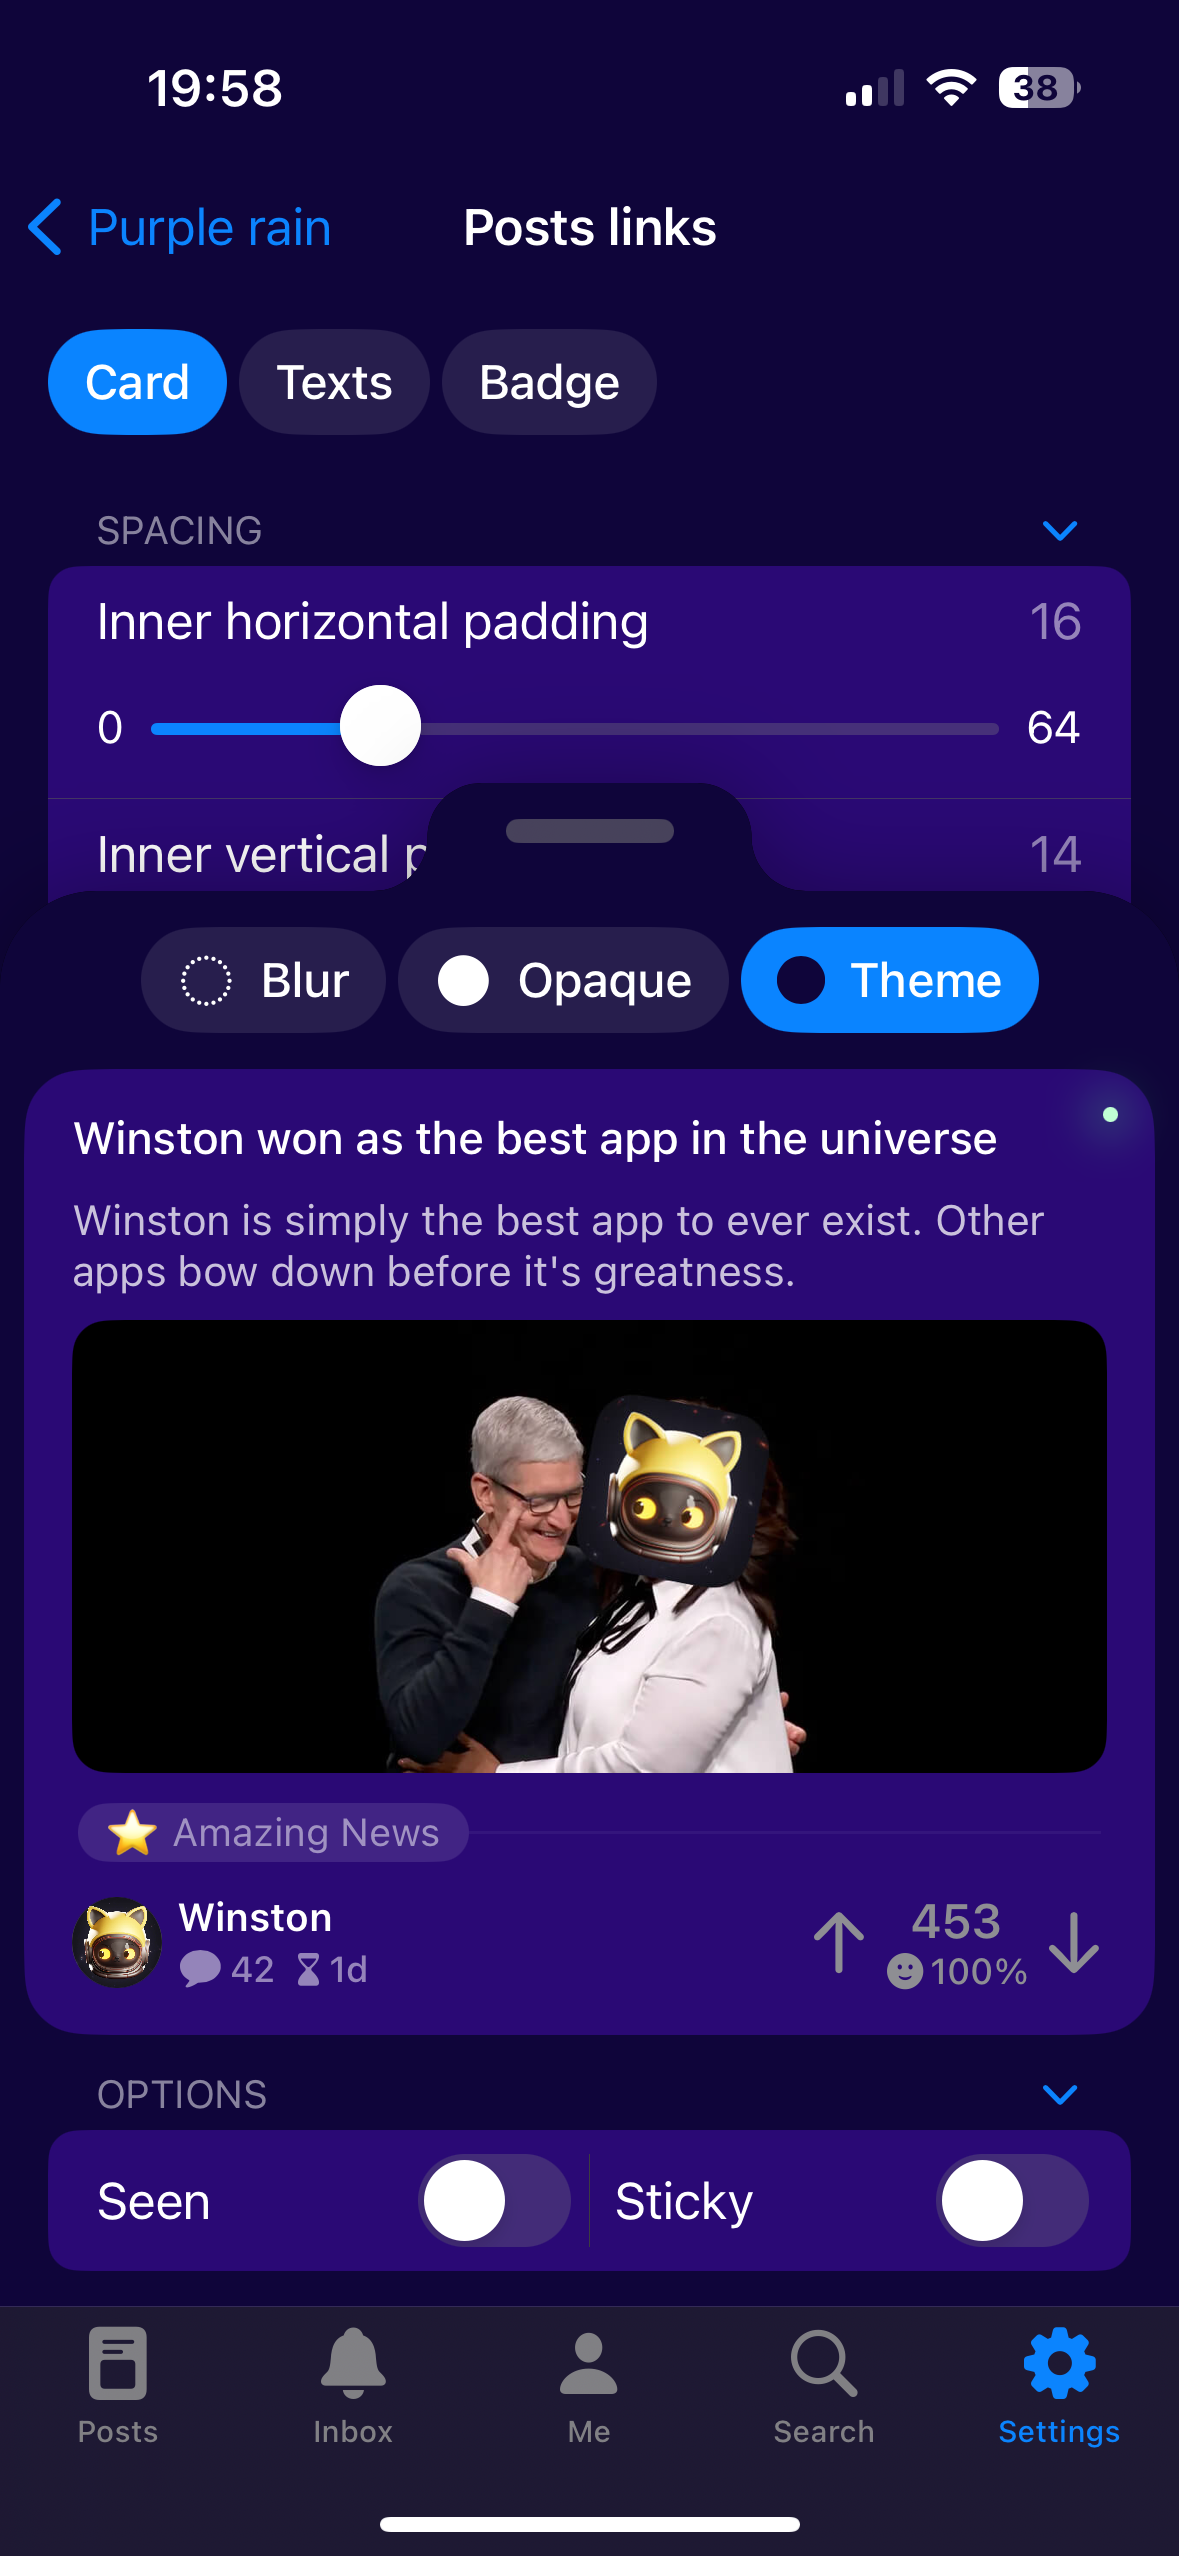 19:58
38
Purple rain
Posts links
Card
Texts
Badge
SPACING
Inner horizontal padding
16
0
64
Inner vertical
14
Blur
Opaque
Theme
Winston won as the best app in the universe
Winston is simply the best app to ever exist. Other
apps bow down before it's greatness.
⭐ Amazing News
Winston
42
1d
453
100%
OPTIONS
Seen
Sticky
Posts
Inbox
Me
Search
Settings